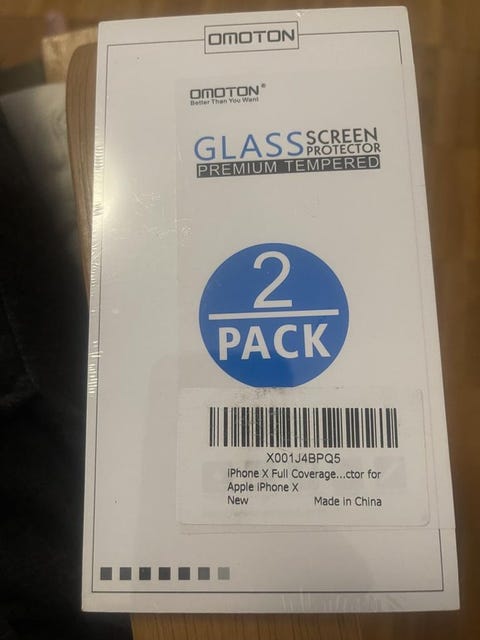 OMOTON
OMOTON®
Better Than You Want
GLASS SCREEN PROTECTOR
PREMIUM TEMPERED
2
PACK
X001J4BPQ5
iPhone X Full Coverage...ctor for
Apple iPhone X
New Made in China